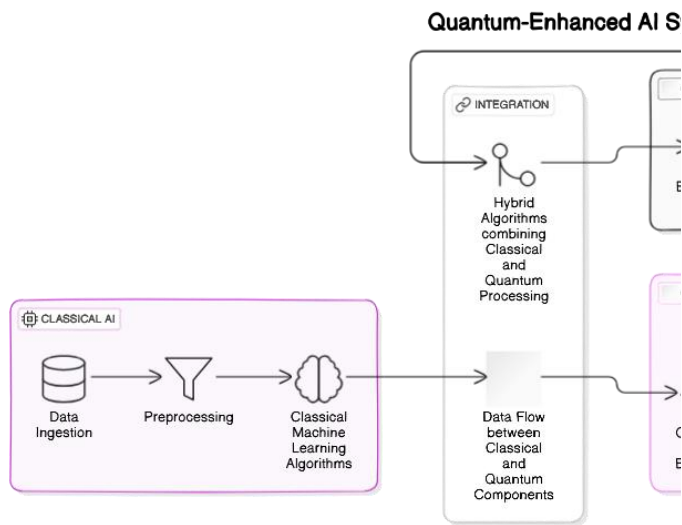 Quantum-Enhanced AI S
INTEGRATION
Hybrid
Algorithms
combining
Classical
and
Quantum
Processing
CLASSICAL AI
Data
Ingestion
Preprocessing
Classical
Machine
Learning
Algorithms
Data Flow
between
Classical
and
Quantum
Components